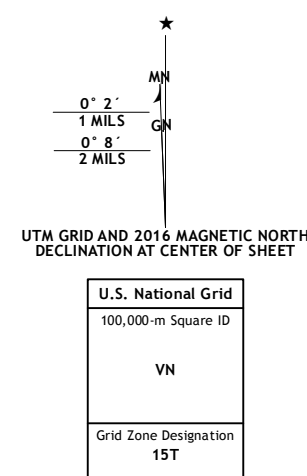 MN
0° 2´
1 MILS
GN
0° 8´
2 MILS
UTM GRID AND 2016 MAGNETIC NORTH
DECLINATION AT CENTER OF SHEET
U.S. National Grid
100,000-m Square ID
VN
Grid Zone Designation
15T